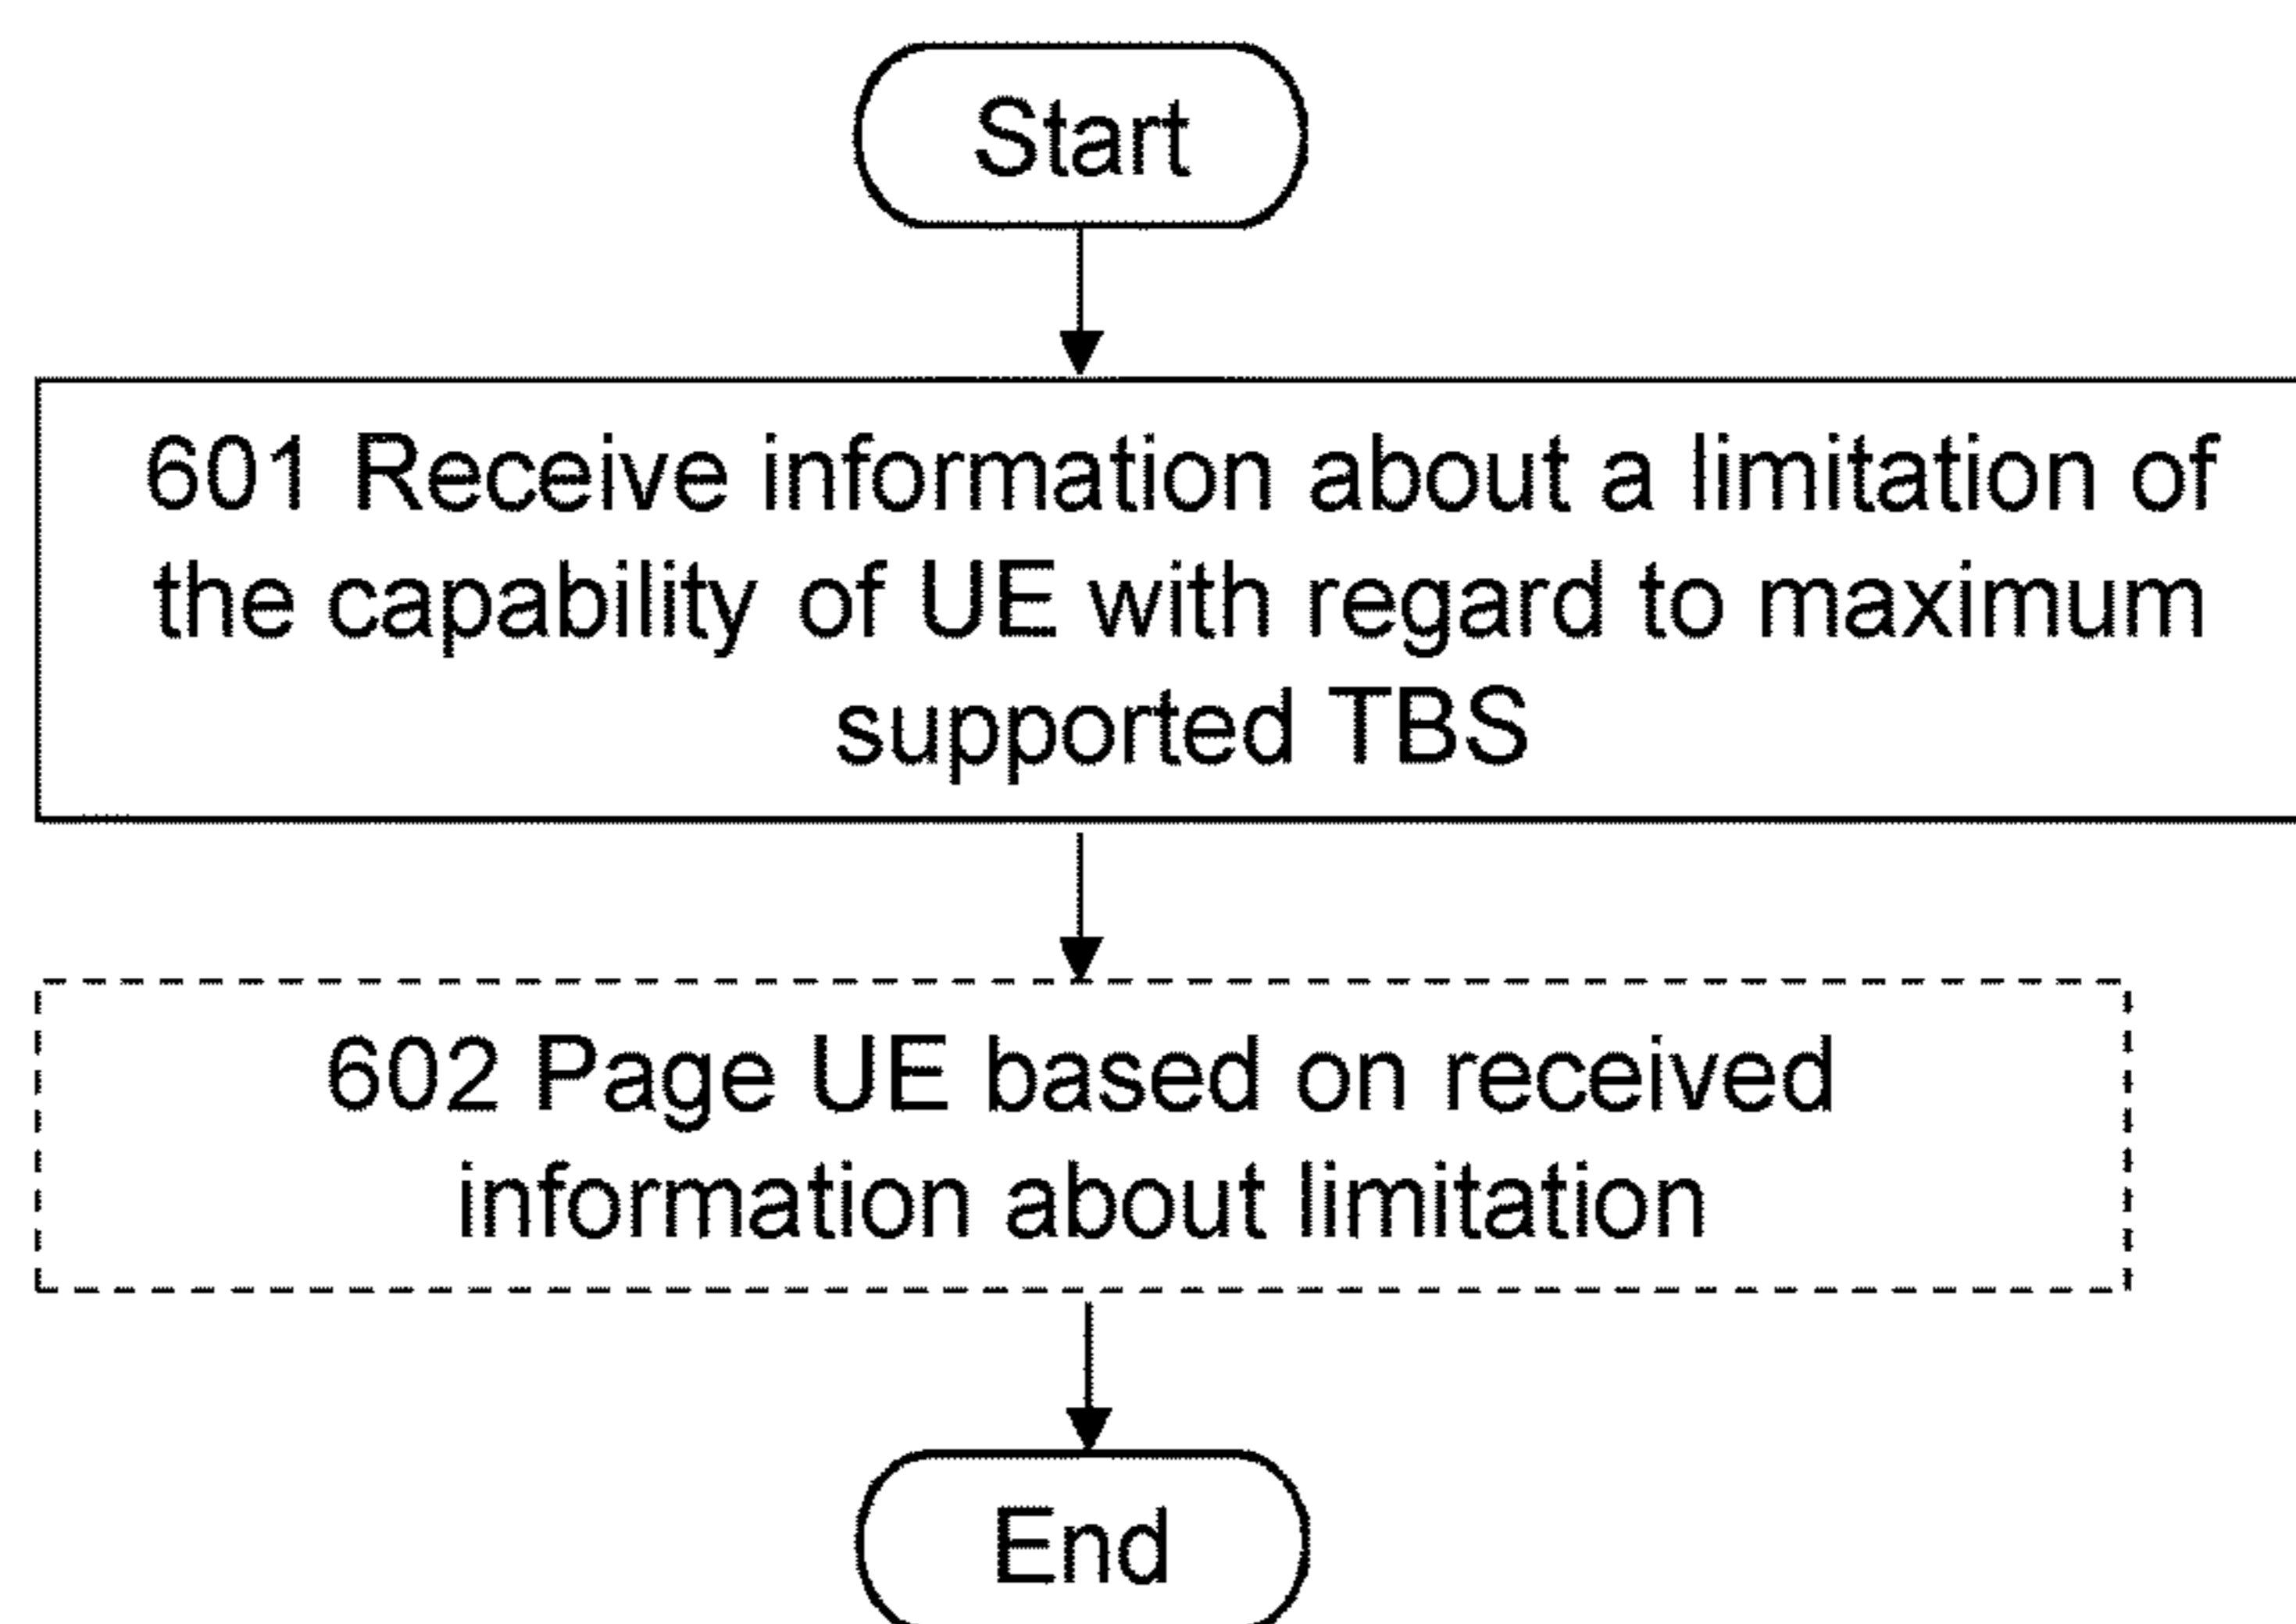 Start
601 Receive information about a limitation of
the capability of UE with regard to maximum
supported TBS
602 Page UE based on received
information about limitation
End